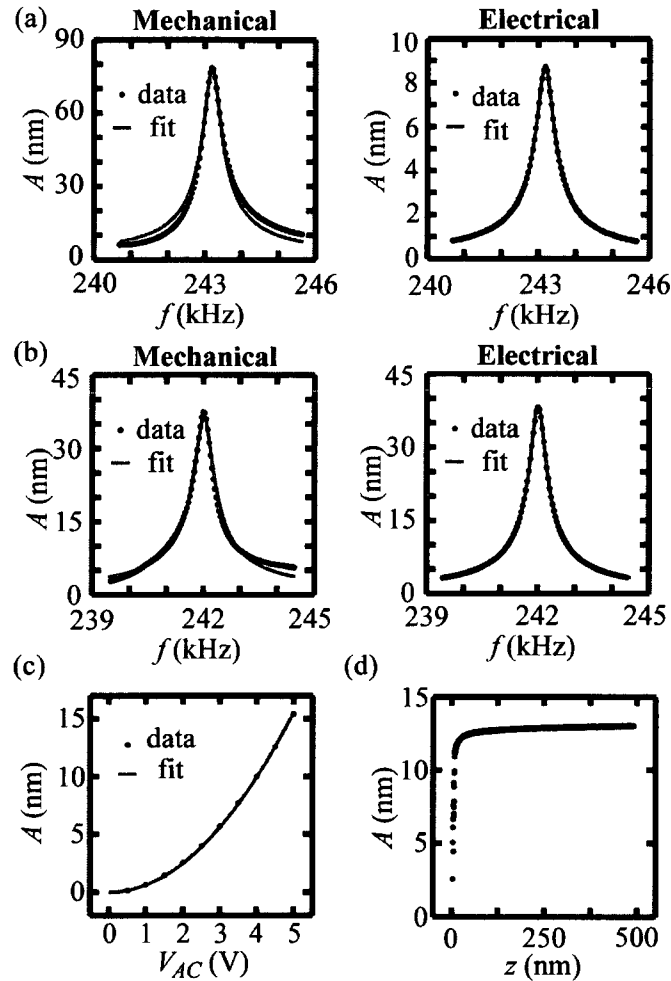 (a)
Mechanical
Electrical
90
60
30
0
A (nm)
data
fit
240
243
246
f (kHz)
10
8
6
4
2
0
A (nm)
data
fit
240
243
246
f (kHz)
(b)
Mechanical
Electrical
45
30
15
0
A (nm)
data
fit
239
242
245
f (kHz)
45
30
15
0
A (nm)
data
fit
239
242
245
f (kHz)
(c)
15
10
5
0
A (nm)
data
fit
0 1 2 3 4 5
V_AC (V)
(d)
15
10
5
0
A (nm)
0
250
500
z (nm)